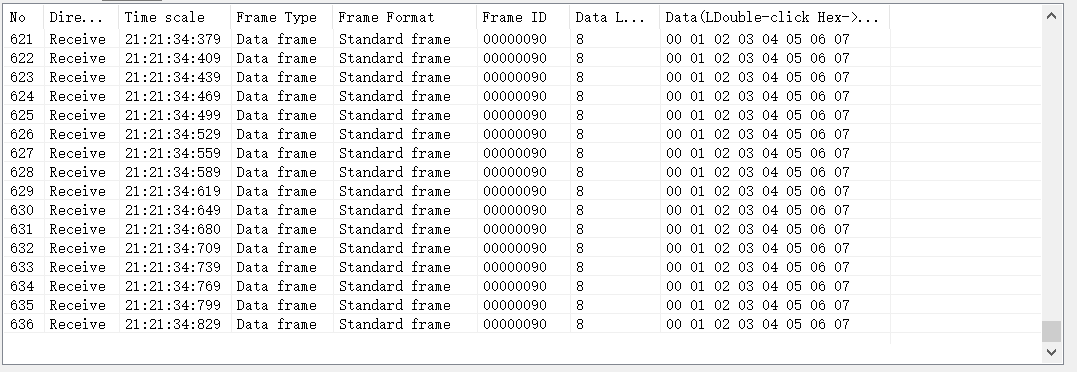 No Dire... Time scale Frame Type Frame Format Frame ID Data L... Data(LDouble-click Hex->...
621 Receive 21:21:34:379 Data frame Standard frame 00000090 8 00 01 02 03 04 05 06 07
622 Receive 21:21:34:409 Data frame Standard frame 00000090 8 00 01 02 03 04 05 06 07
623 Receive 21:21:34:439 Data frame Standard frame 00000090 8 00 01 02 03 04 05 06 07
624 Receive 21:21:34:469 Data frame Standard frame 00000090 8 00 01 02 03 04 05 06 07
625 Receive 21:21:34:499 Data frame Standard frame 00000090 8 00 01 02 03 04 05 06 07
626 Receive 21:21:34:529 Data frame Standard frame 00000090 8 00 01 02 03 04 05 06 07
627 Receive 21:21:34:559 Data frame Standard frame 00000090 8 00 01 02 03 04 05 06 07
628 Receive 21:21:34:589 Data frame Standard frame 00000090 8 00 01 02 03 04 05 06 07
629 Receive 21:21:34:619 Data frame Standard frame 00000090 8 00 01 02 03 04 05 06 07
630 Receive 21:21:34:649 Data frame Standard frame 00000090 8 00 01 02 03 04 05 06 07
631 Receive 21:21:34:680 Data frame Standard frame 00000090 8 00 01 02 03 04 05 06 07
632 Receive 21:21:34:709 Data frame Standard frame 00000090 8 00 01 02 03 04 05 06 07
633 Receive 21:21:34:739 Data frame Standard frame 00000090 8 00 01 02 03 04 05 06 07
634 Receive 21:21:34:769 Data frame Standard frame 00000090 8 00 01 02 03 04 05 06 07
635 Receive 21:21:34:799 Data frame Standard frame 00000090 8 00 01 02 03 04 05 06 07
636 Receive 21:21:34:829 Data frame Standard frame 00000090 8 00 01 02 03 04 05 06 07